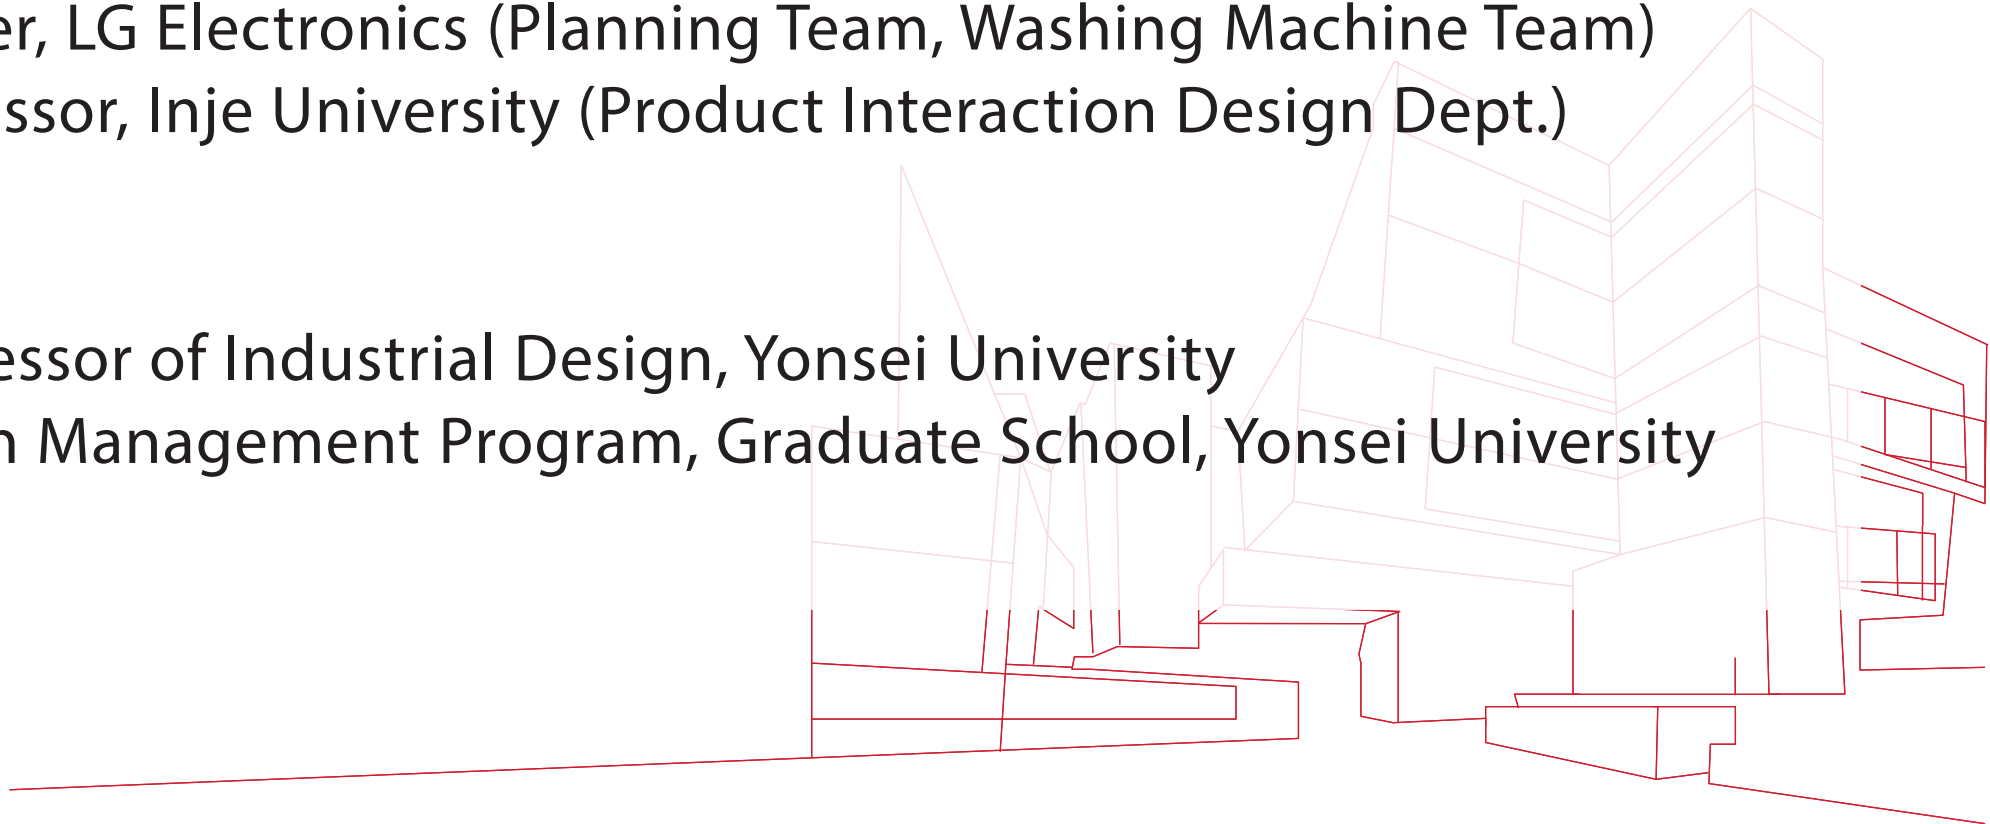 er, LG Electronics (Planning Team, Washing Machine Team)
ssor, Inje University (Product Interaction Design Dept.)
essor of Industrial Design, Yonsei University
n Management Program, Graduate School, Yonsei University